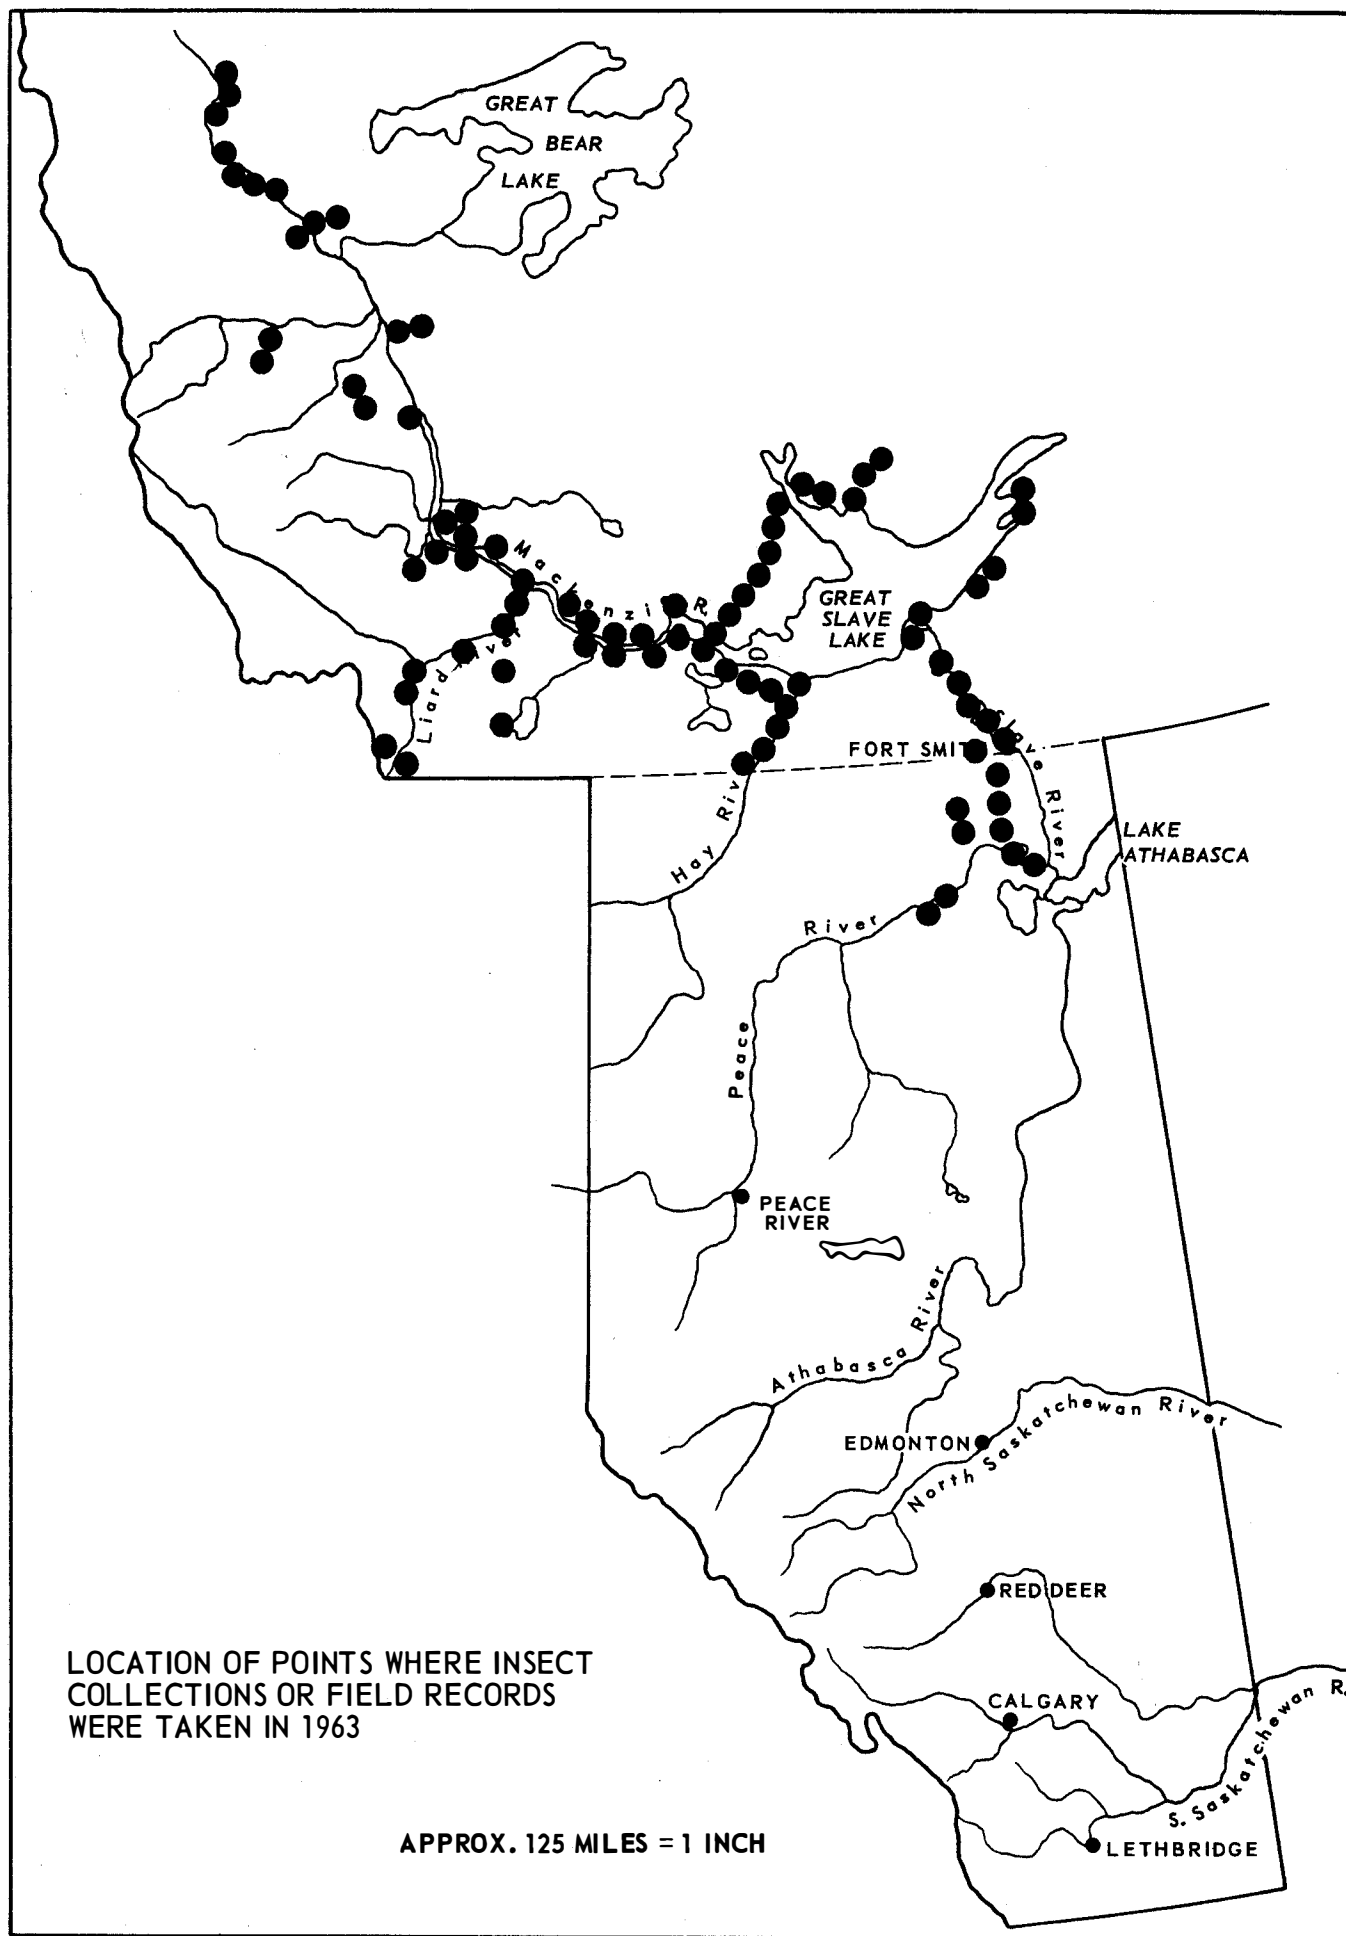 GREAT
BEAR
LAKE
Mackenzie R.
GREAT
SLAVE
LAKE
Liard River
FORT SMITH
Slave River
Hay River
LAKE
ATHABASCA
River
Peace
PEACE
RIVER
Athabasca River
EDMONTON
North Saskatchewan River
RED DEER
LOCATION OF POINTS WHERE INSECT
COLLECTIONS OR FIELD RECORDS
WERE TAKEN IN 1963
CALGARY
S. Saskatchewan R.
APPROX. 125 MILES = 1 INCH
LETHBRIDGE